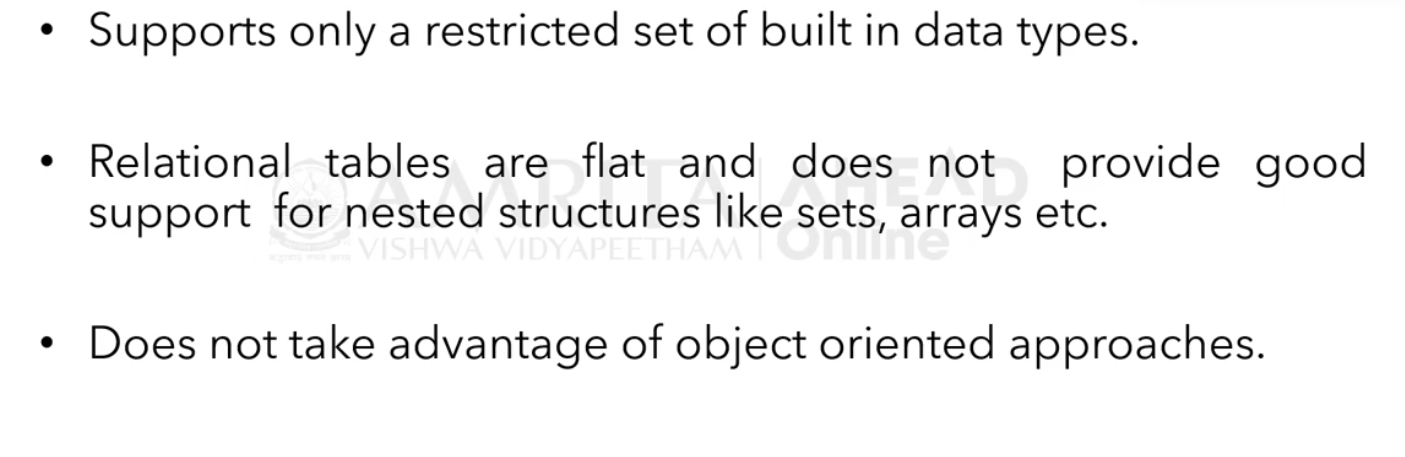 • Supports only a restricted set of built in data types.
• Relational tables are flat and does not provide good
support for nested structures like sets, arrays etc.
AMRITA AHEAD
VISHWA VIDYAPEETHAM Online
• Does not take advantage of object oriented approaches.